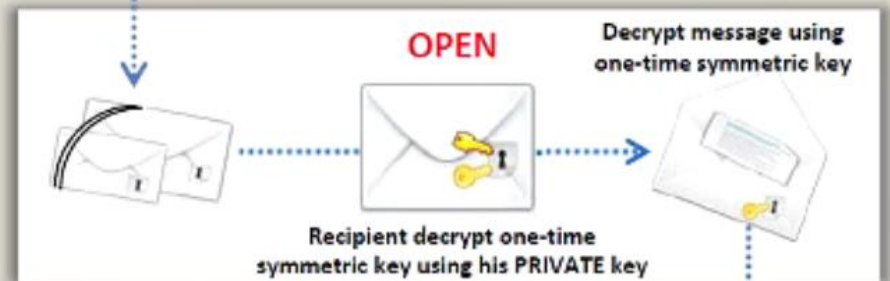 OPEN
Decrypt message using
one-time symmetric key
Recipient decrypt one-time
symmetric key using his PRIVATE key